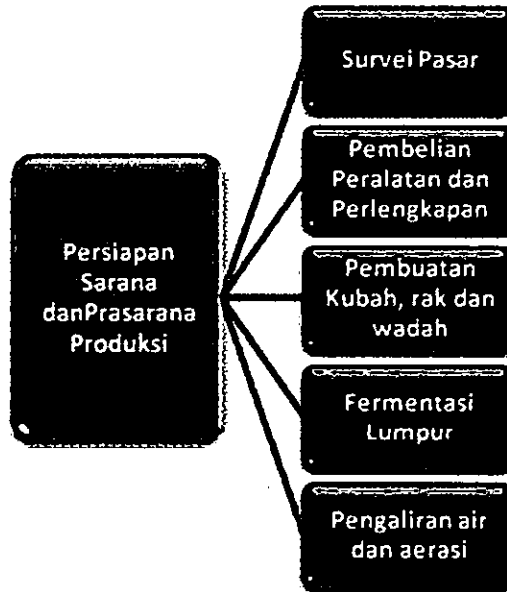 Persiapan
Sarana
danPrasarana
Produksi
Survei Pasar
Pembelian
Peralatan dan
Perlengkapan
Pembuatan
Kubah, rak dan
wadah
Fermentasi
Lumpur
Pengaliran air
dan aerasi